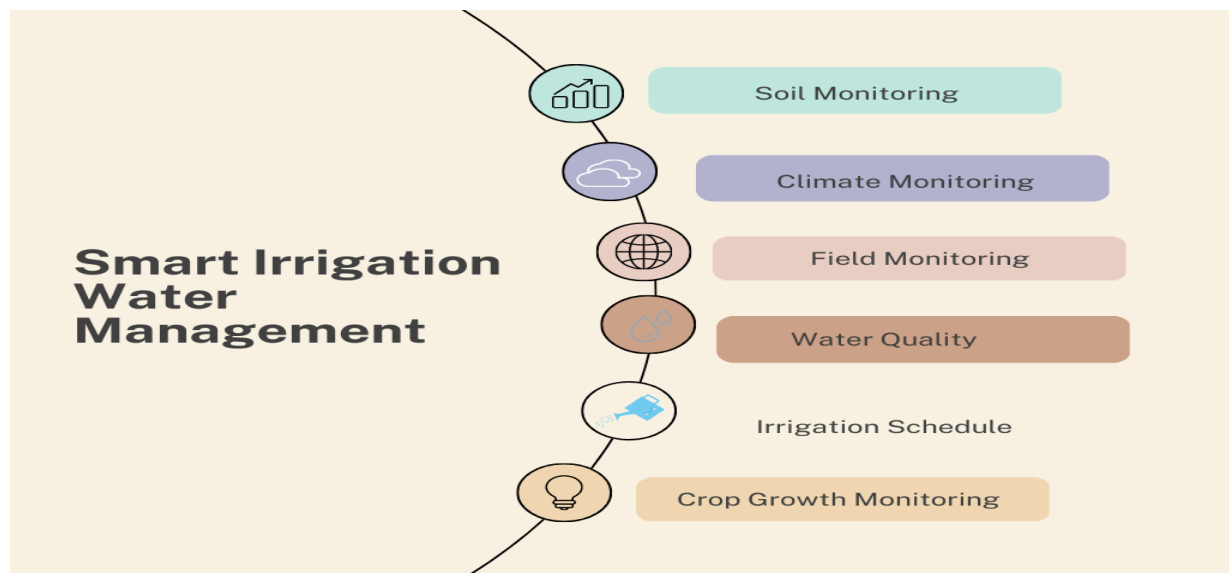 Smart Irrigation
Water
Management
Soil Monitoring
Climate Monitoring
Field Monitoring
Water Quality
Irrigation Schedule
Crop Growth Monitoring